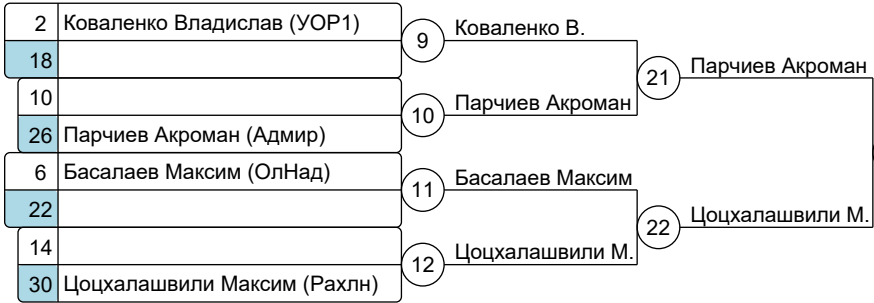 2 Коваленко Владислав (УОР1)
9 Коваленко В.
18
21 Парчиев Акроман
10
10 Парчиев Акроман
26 Парчиев Акроман (Адмир)
6 Басалаев Максим (ОлНад)
11 Басалаев Максим
22
22 Цоцхалашвили М.
14
12 Цоцхалашвили М.
30 Цоцхалашвили Максим (Рахлн)